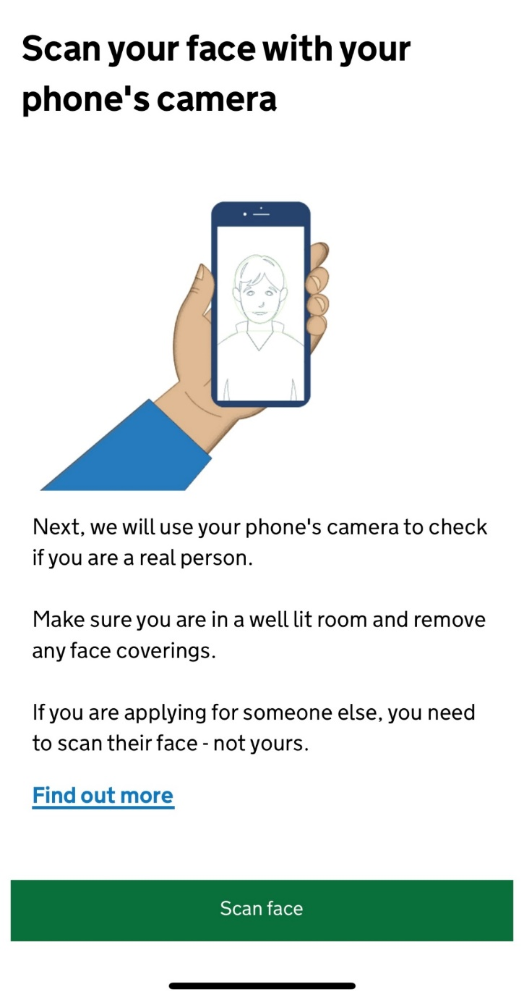 Scan your face with your
phone's camera
Next, we will use your phone's camera to check
if you are a real person.
Make sure you are in a well lit room and remove
any face coverings.
If you are applying for someone else, you need
to scan their face - not yours.
Find out more
Scan face